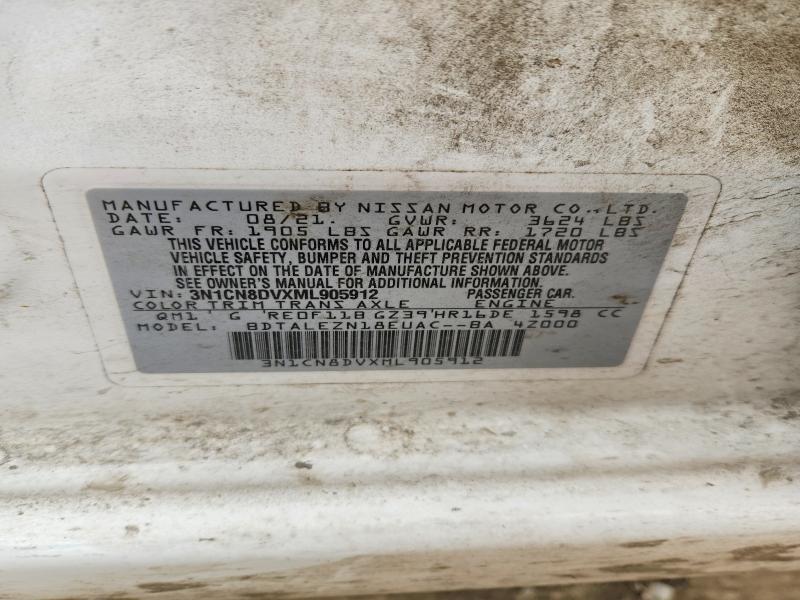 MANUFACTURED BY NISSAN MOTOR CO., LTD.
DATE: 08/21. GVWR: 3624 LBS
GAWR FR: 1905 LBS GAWR RR: 1720 LBS
THIS VEHICLE CONFORMS TO ALL APPLICABLE FEDERAL MOTOR
VEHICLE SAFETY, BUMPER AND THEFT PREVENTION STANDARDS
IN EFFECT ON THE DATE OF MANUFACTURE SHOWN ABOVE.
SEE OWNER'S MANUAL FOR ADDITIONAL INFORMATION.
VIN: 3N1CN8DVXML905912 PASSENGER CAR.
COLOR TRIM TRANS AXLE ENGINE
QM1 G RE0F11B GZ39 HR16DE 1598 CC
MODEL: BDTALEZN18EUAC--BA 4Z000
3N1CN8DVXML905912